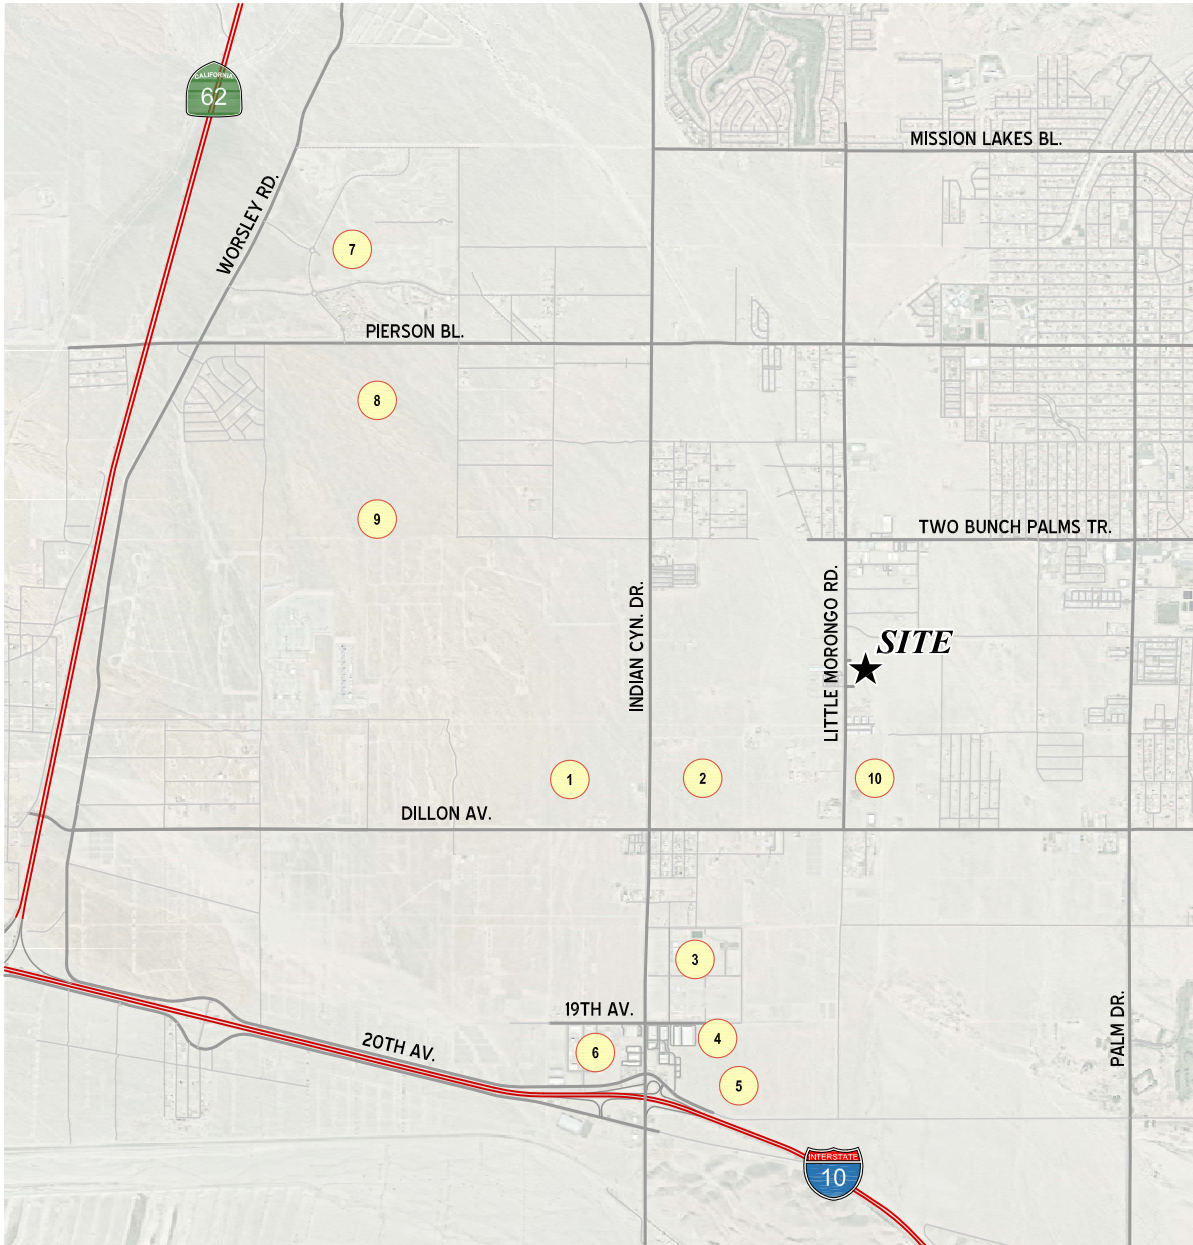 CALIFORNIA
62
MISSION LAKES BL.
WORSLEY RD.
7
PIERSON BL.
8
9
TWO BUNCH PALMS TR.
INDIAN CYN. DR.
LITTLE MORONGO RD.
SITE
1
2
10
DILLON AV.
3
19TH AV.
PALM DR.
20TH AV.
6
4
5
INTERSTATE
10